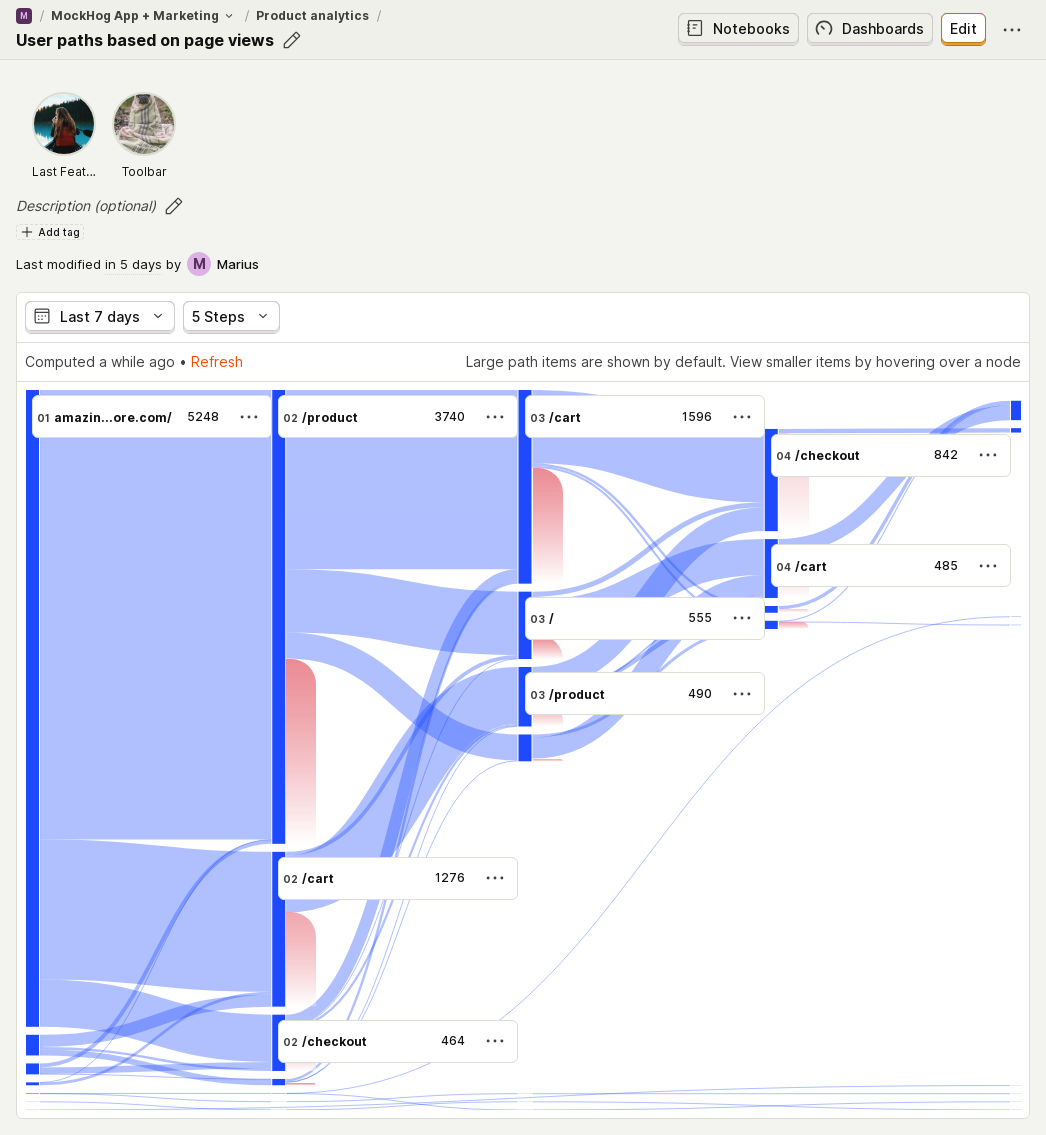 M / MockHog App + Marketing / Product analytics /
User paths based on page views
Notebooks
Dashboards
Edit
Last Feat...
Toolbar
Description (optional)
Add tag
Last modified in 5 days by M Marius
Last 7 days
5 Steps
Computed a while ago • Refresh
Large path items are shown by default. View smaller items by hovering over a node
01 amazin...ore.com/ 5248
02 /product 3740
03 /cart 1596
04 /checkout 842
04 /cart 485
03 / 555
03 /product 490
02 /cart 1276
02 /checkout 464